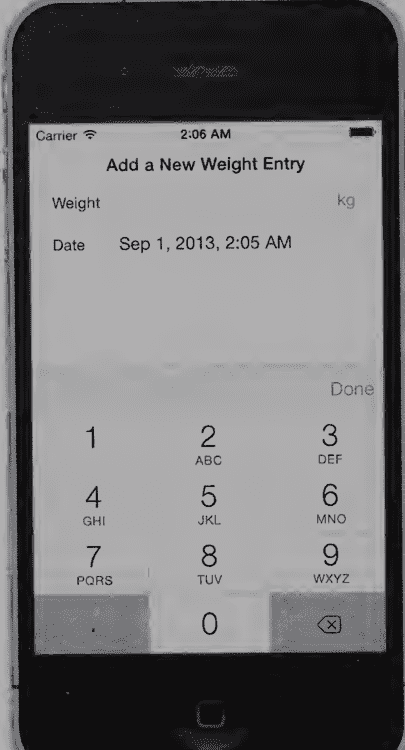 Carrier 2:06 AM
Add a New Weight Entry
Weight kg
Date Sep 1, 2013, 2:05 AM
Done
1 2 3
ABC DEF
4 5 6
GHI JKL MNO
7 8 9
PQRS TUV WXYZ
. 0